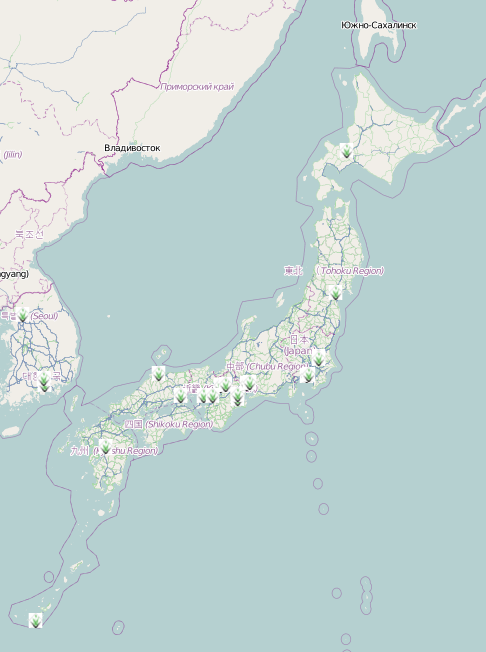 Южно-Сахалинск
Приморский край
Владивосток
(Jilin)
북조선
gyang)
東北 (Tohoku Region)
(Seoul)
日本
(Japan)
中部 (Chubu Region)
四国 (Shikoku Region)
九州
shu Region)